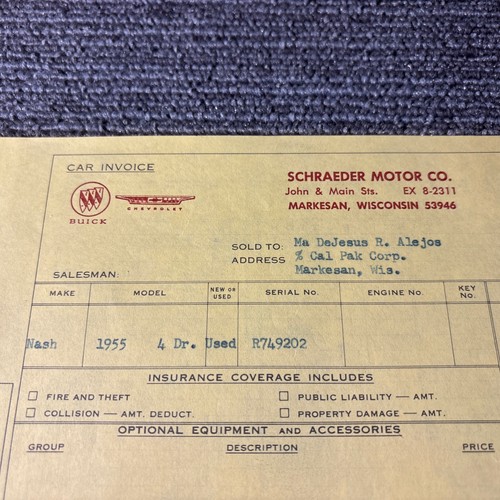 CAR INVOICE
SCHRAEDER MOTOR CO.
John & Main Sts. EX 8-2311
MARKESAN, WISCONSIN 53946
BUICK
CHEVROLET
SOLD TO: Ma DeJesus R. Alejos
ADDRESS % Cal Pak Corp.
Markesan, Wis.
SALESMAN:
MAKE MODEL NEW OR USED SERIAL No. ENGINE No. KEY No.
Nash 1955 4 Dr. Used R749202
INSURANCE COVERAGE INCLUDES
☐ FIRE AND THEFT ☐ PUBLIC LIABILITY — AMT.
☐ COLLISION — AMT. DEDUCT. ☐ PROPERTY DAMAGE — AMT.
OPTIONAL EQUIPMENT AND ACCESSORIES
GROUP DESCRIPTION PRICE